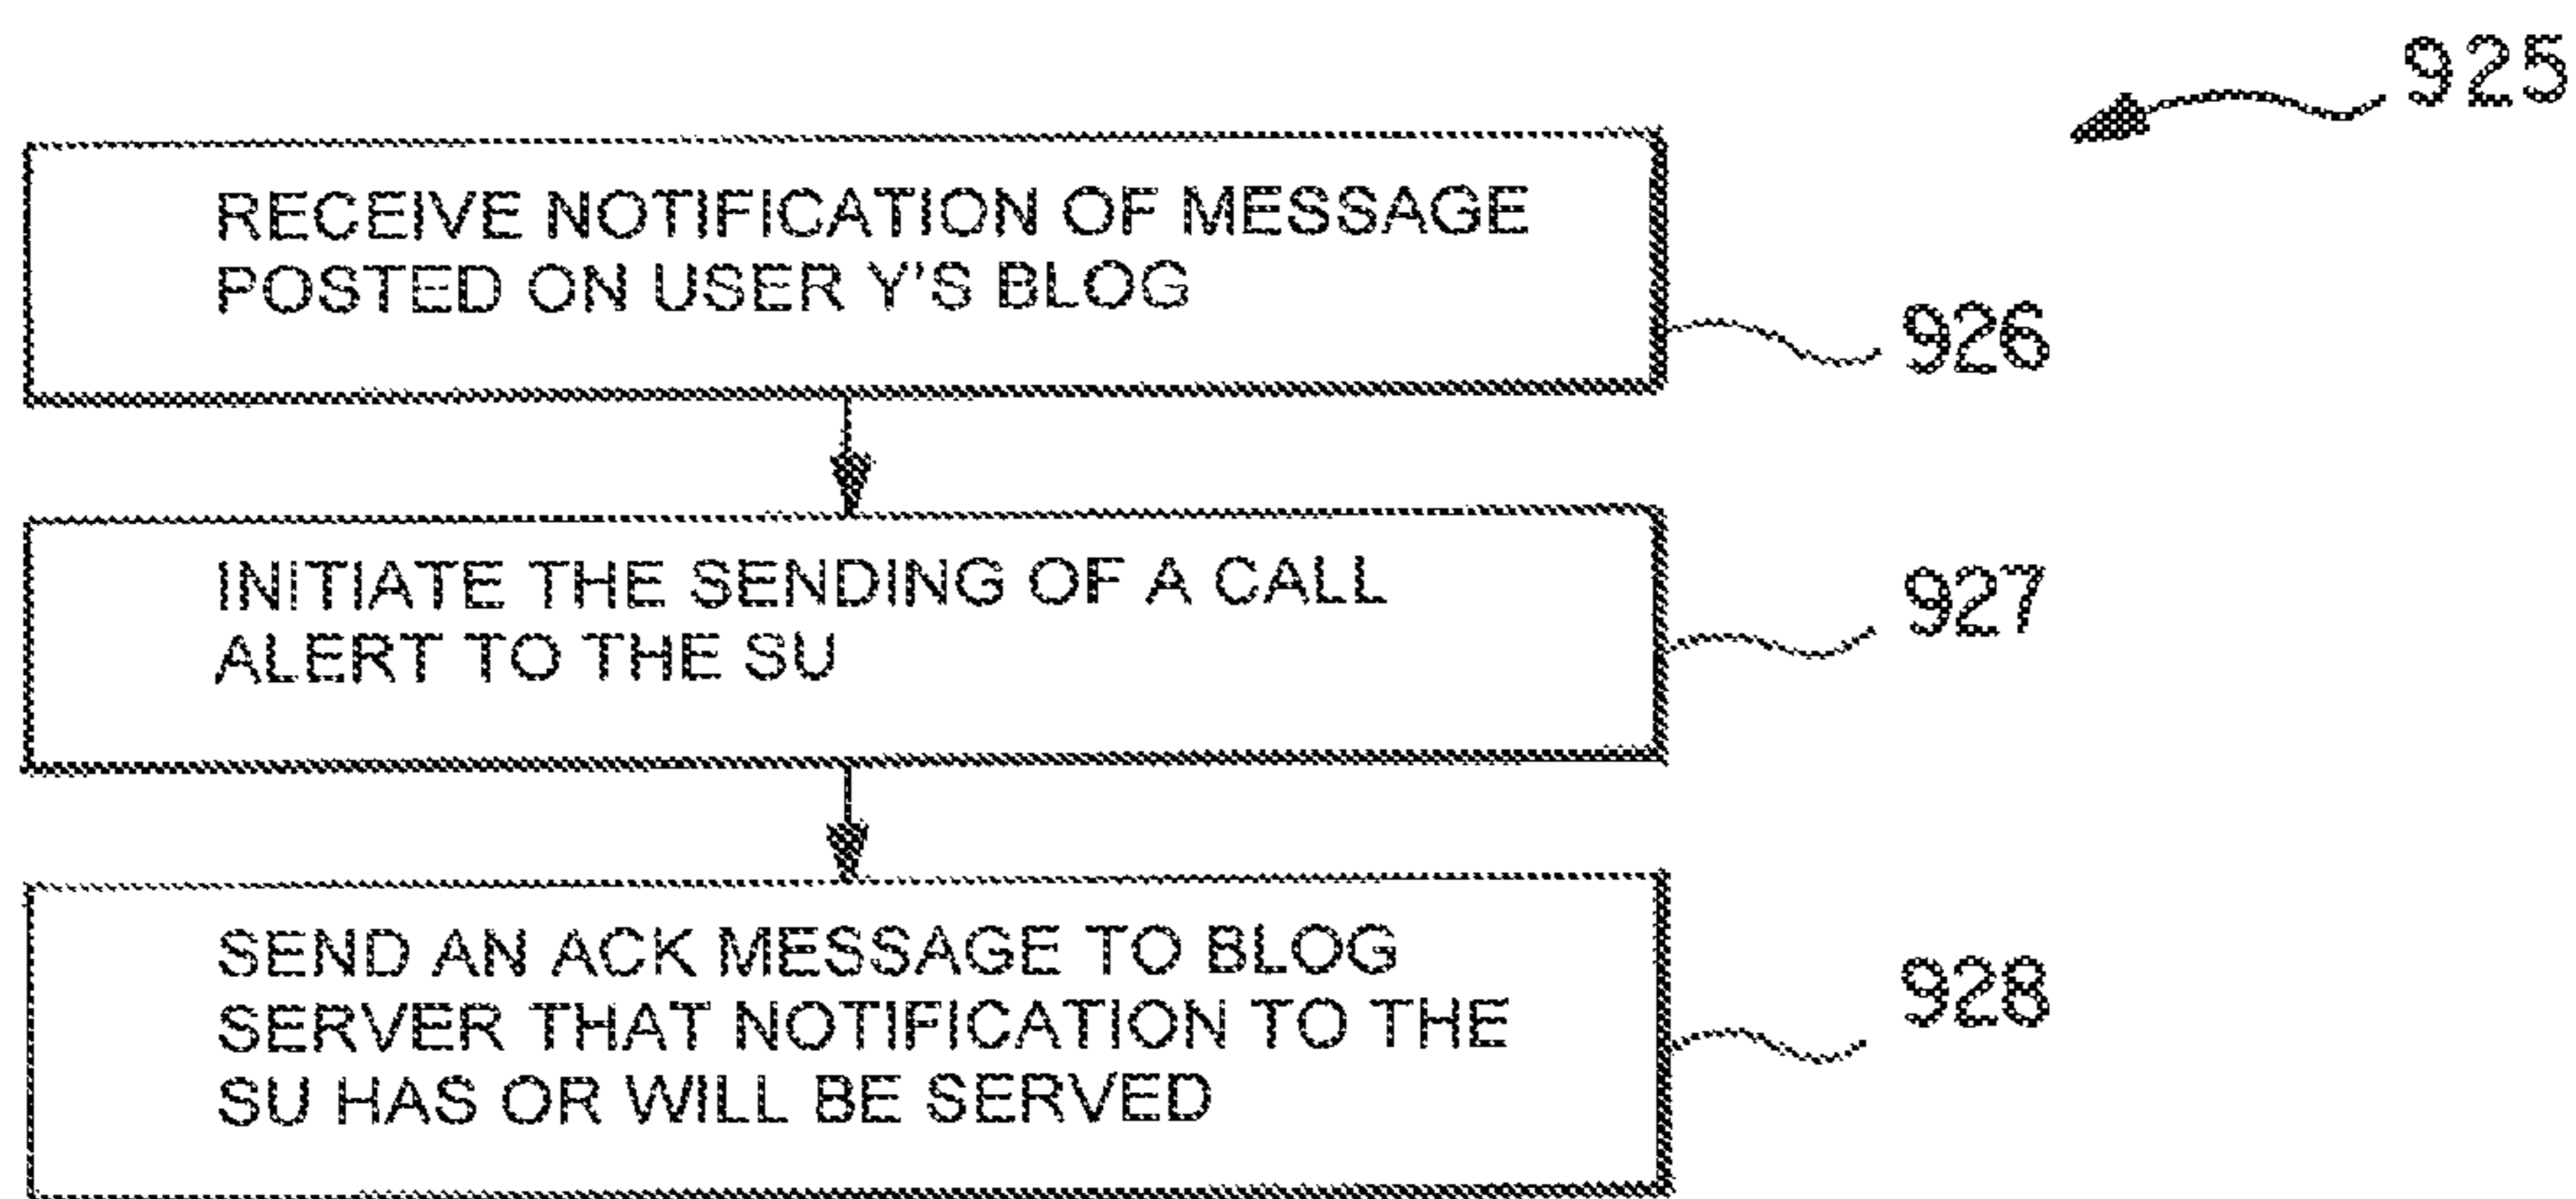 925
RECEIVE NOTIFICATION OF MESSAGE
POSTED ON USER Y'S BLOG
926
INITIATE THE SENDING OF A CALL
ALERT TO THE SU
927
SEND AN ACK MESSAGE TO BLOG
SERVER THAT NOTIFICATION TO THE
SU HAS OR WILL BE SERVED
928